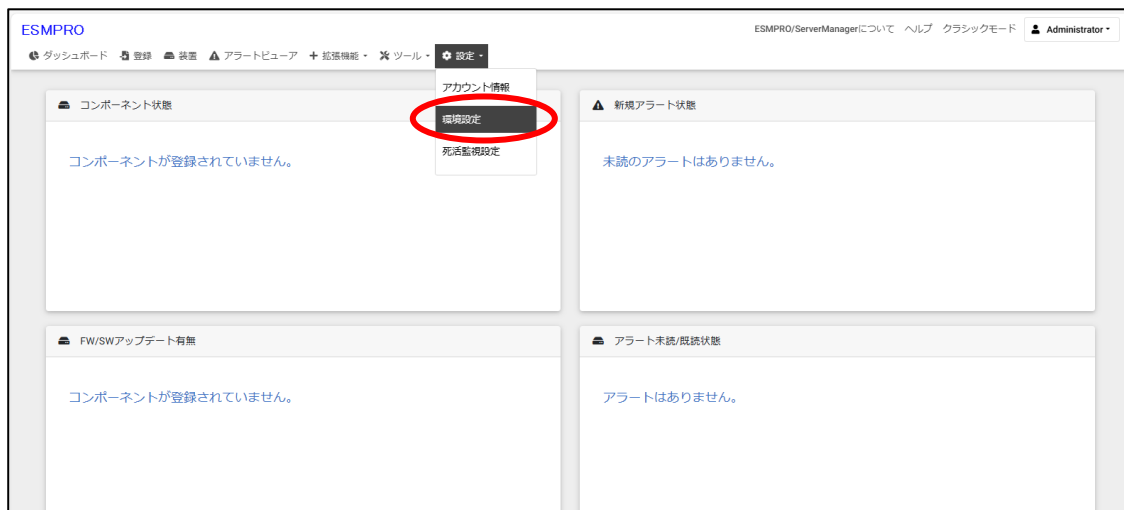 ESMPRO
ESMPRO/ServerManagerについて ヘルプ クラシックモード Administrator
ダッシュボード 登録 装置 アラートビューア 拡張機能 ツール 設定
アカウント情報
環境設定
死活監視設定
コンポーネント状態
コンポーネントが登録されていません。
新規アラート状態
未読のアラートはありません。
FW/SWアップデート有無
コンポーネントが登録されていません。
アラート未読/既読状態
アラートはありません。